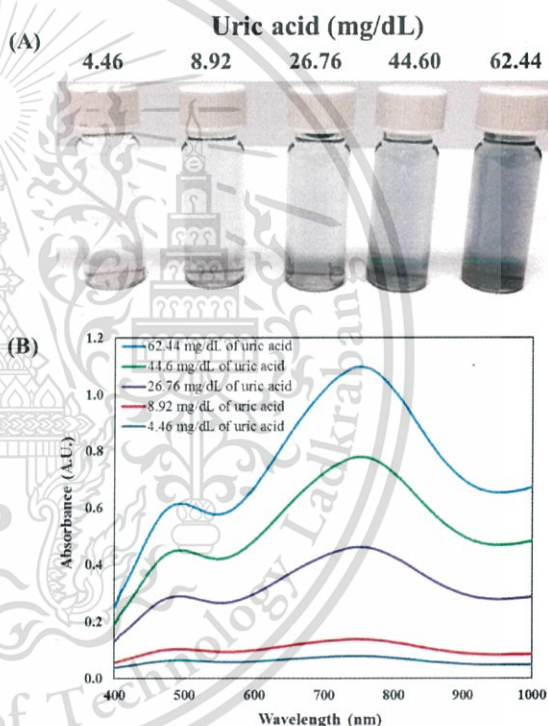 Uric acid (mg/dL)
(A)
4.46 8.92 26.76 44.60 62.44
(B)
1.2
1.0
0.8
0.6
0.4
0.2
0.0
Absorbance (A.U.)
62.44 mg/dL of uric acid
44.6 mg/dL of uric acid
26.76 mg/dL of uric acid
8.92 mg/dL of uric acid
4.46 mg/dL of uric acid
400 500 600 700 800 900 1000
Wavelength (nm)
of Technology Ladkrabang